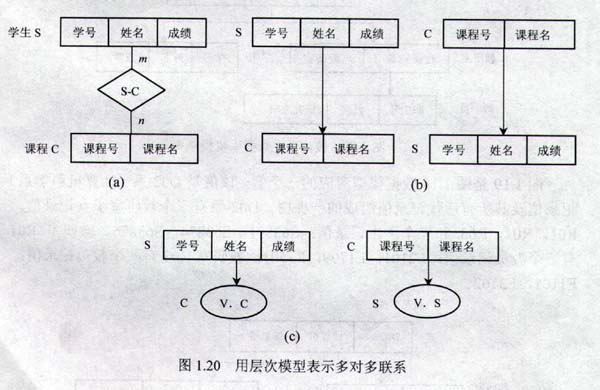 学生 S 学号 姓名 成绩
m
S-C
n
课程 C 课程号 课程名
(a)
S 学号 姓名 成绩
C 课程号 课程名
C 课程号 课程名
S 学号 姓名 成绩
(b)
S 学号 姓名 成绩
C V. C
C 课程号 课程名
S V. S
(c)
图 1.20 用层次模型表示多对多联系